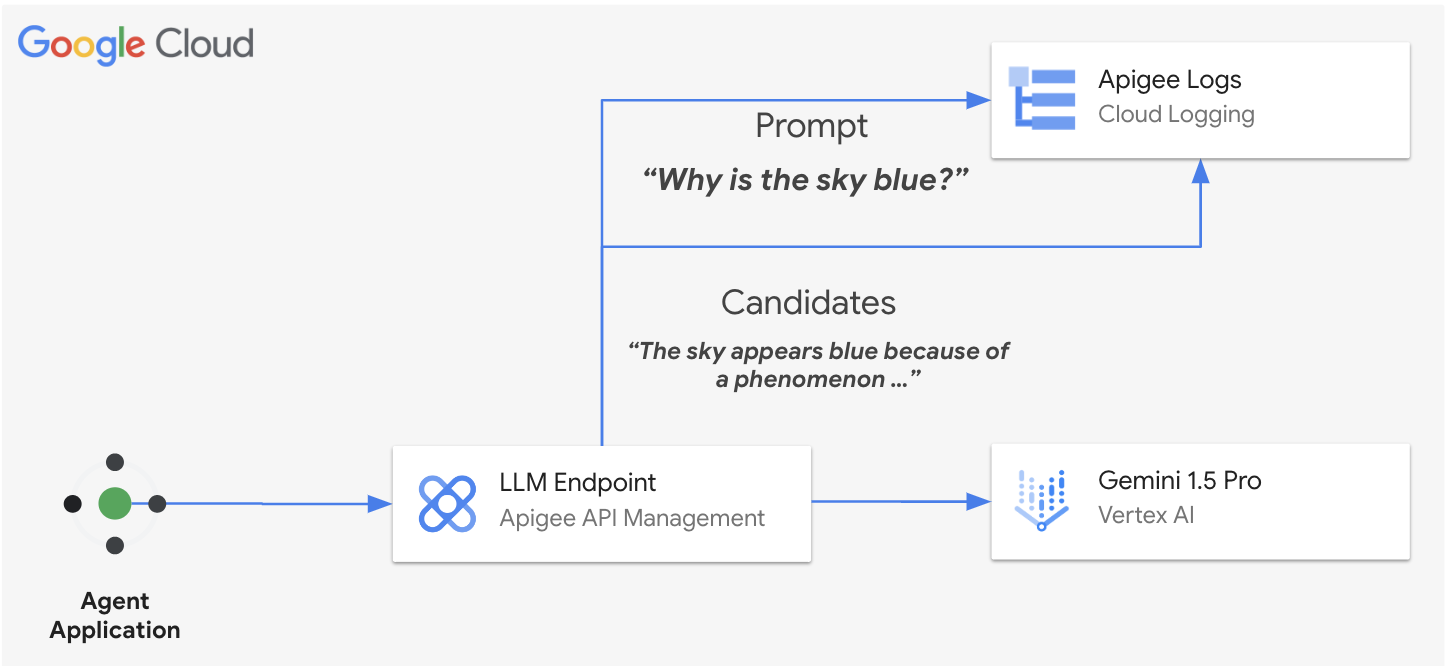 Google Cloud
Apigee Logs
Cloud Logging
Prompt
“Why is the sky blue?”
Candidates
“The sky appears blue because of
a phenomenon ...”
LLM Endpoint
Apigee API Management
Gemini 1.5 Pro
Vertex AI
Agent
Application